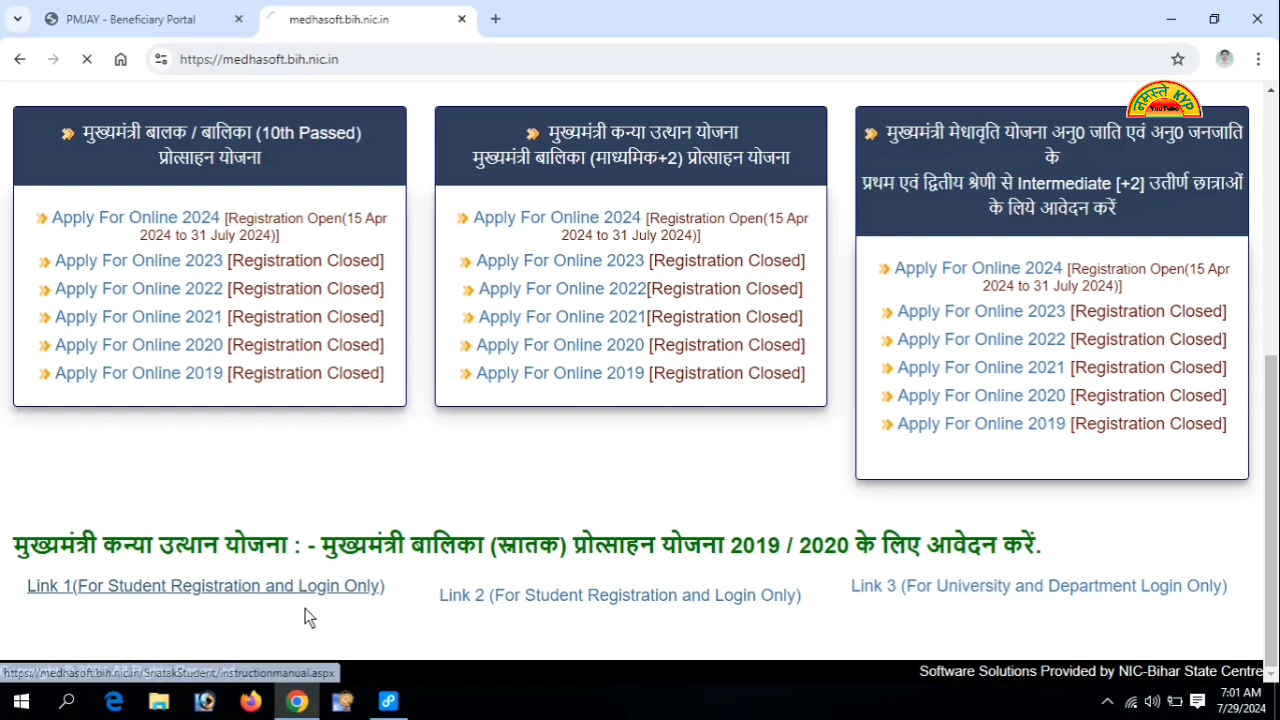 PMJAY - Beneficiary Portal
medhasoft.bih.nic.in
https://medhasoft.bih.nic.in
नमस्ते KYP
YouTube
मुख्यमंत्री बालक / बालिका (10th Passed)
प्रोत्साहन योजना
Apply For Online 2024 [Registration Open(15 Apr
2024 to 31 July 2024)]
Apply For Online 2023 [Registration Closed]
Apply For Online 2022 [Registration Closed]
Apply For Online 2021 [Registration Closed]
Apply For Online 2020 [Registration Closed]
Apply For Online 2019 [Registration Closed]
मुख्यमंत्री कन्या उत्थान योजना
मुख्यमंत्री बालिका (माध्यमिक+2) प्रोत्साहन योजना
Apply For Online 2024 [Registration Open(15 Apr
2024 to 31 July 2024)]
Apply For Online 2023 [Registration Closed]
Apply For Online 2022[Registration Closed]
Apply For Online 2021[Registration Closed]
Apply For Online 2020 [Registration Closed]
Apply For Online 2019 [Registration Closed]
मुख्यमंत्री मेधावृति योजना अनु0 जाति एवं अनु0 जनजाति
के
प्रथम एवं द्वितीय श्रेणी से Intermediate [+2] उतीर्ण छात्राओं
के लिये आवेदन करें
Apply For Online 2024 [Registration Open(15 Apr
2024 to 31 July 2024)]
Apply For Online 2023 [Registration Closed]
Apply For Online 2022 [Registration Closed]
Apply For Online 2021 [Registration Closed]
Apply For Online 2020 [Registration Closed]
Apply For Online 2019 [Registration Closed]
मुख्यमंत्री कन्या उत्थान योजना : - मुख्यमंत्री बालिका (स्नातक) प्रोत्साहन योजना 2019 / 2020 के लिए आवेदन करें.
Link 1(For Student Registration and Login Only)
Link 2 (For Student Registration and Login Only)
Link 3 (For University and Department Login Only)
https://medhasoft.bih.nic.in/SnatakStudent/instructionmanual.aspx
Software Solutions Provided by NIC-Bihar State Centre
7:01 AM
7/29/2024